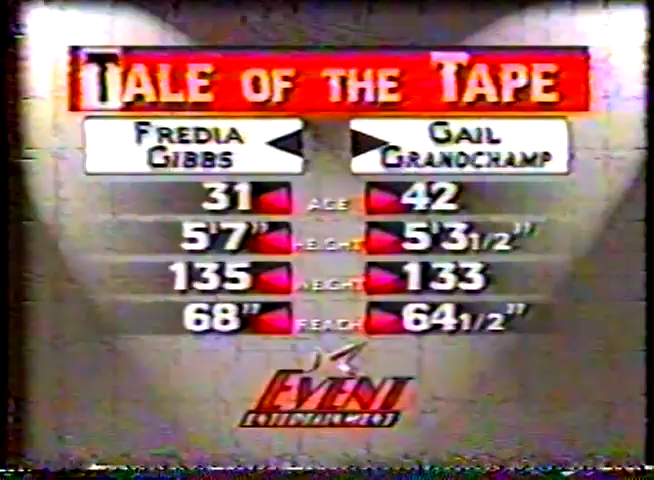 TALE OF THE TAPE
FREDIA GIBBS
GAIL GRANDCHAMP
31 AGE 42
5'7" HEIGHT 5'3 1/2"
135 WEIGHT 133
68" REACH 64 1/2"
EVENT
ENTERTAINMENT